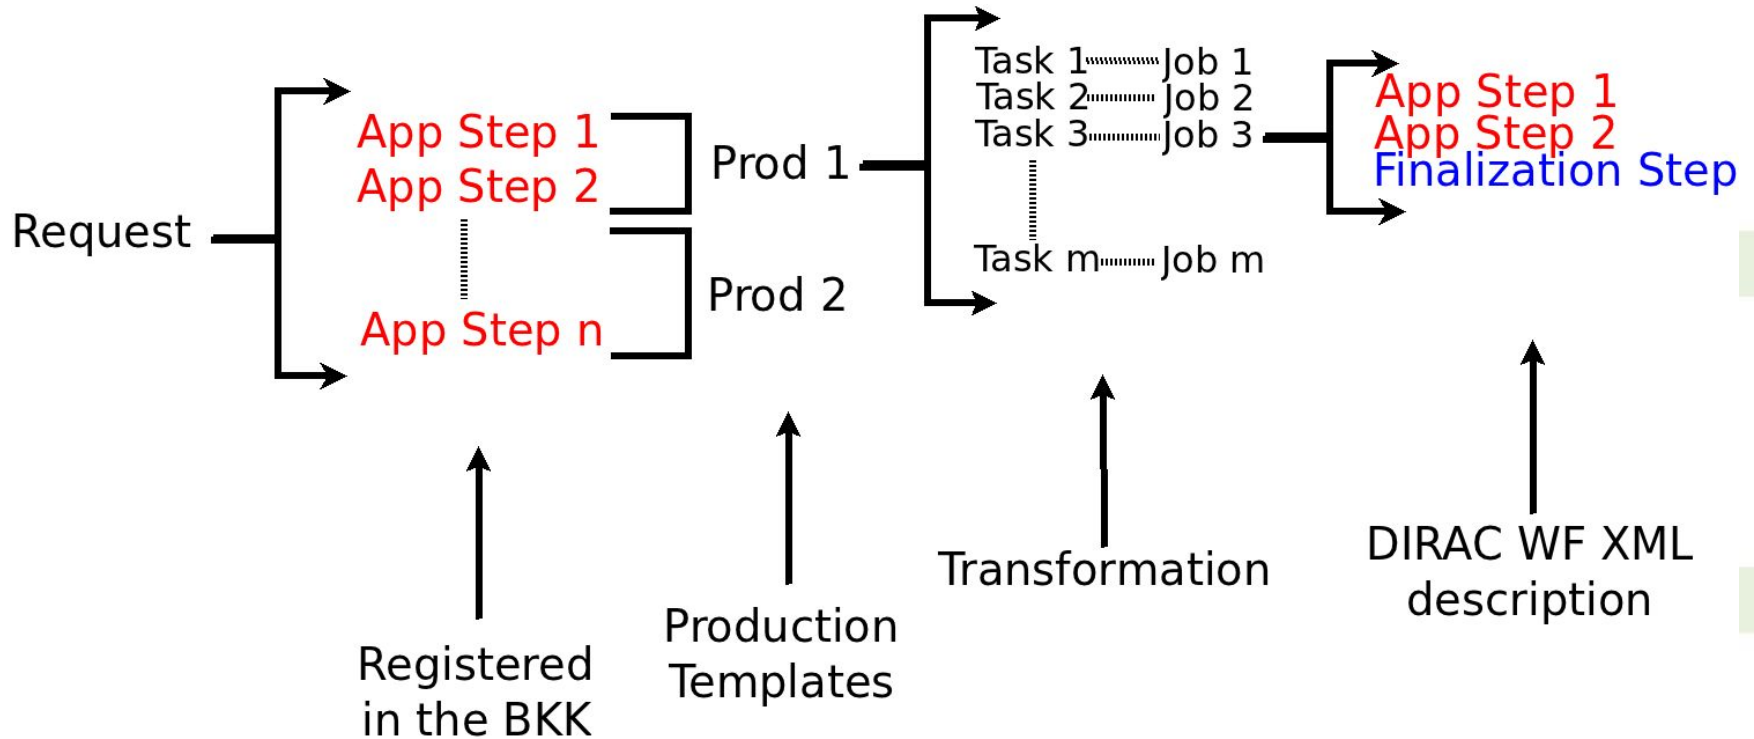 Request
App Step 1
App Step 2
App Step n
Prod 1
Prod 2
Task 1 Job 1
Task 2 Job 2
Task 3 Job 3
Task m Job m
App Step 1
App Step 2
Finalization Step
Registered
in the BKK
Production
Templates
Transformation
DIRAC WF XML
description